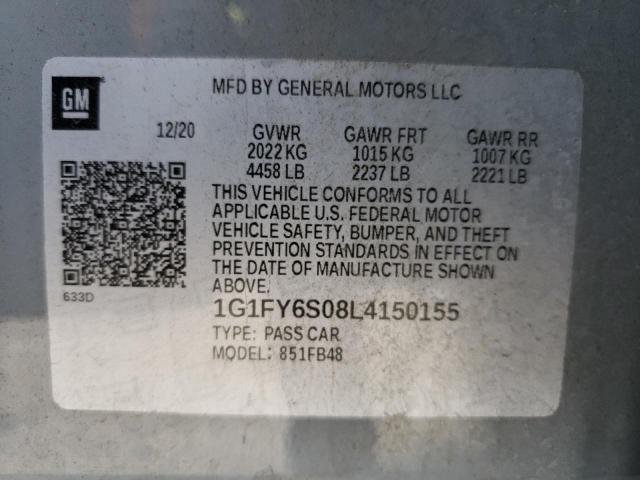 GM
MFD BY GENERAL MOTORS LLC
12/20 GVWR GAWR FRT GAWR RR
2022 KG 1015 KG 1007 KG
4458 LB 2237 LB 2221 LB
THIS VEHICLE CONFORMS TO ALL
APPLICABLE U.S. FEDERAL MOTOR
VEHICLE SAFETY, BUMPER, AND THEFT
PREVENTION STANDARDS IN EFFECT ON
THE DATE OF MANUFACTURE SHOWN
ABOVE.
633D
1G1FY6S08L4150155
TYPE: PASS CAR
MODEL: 851FB48